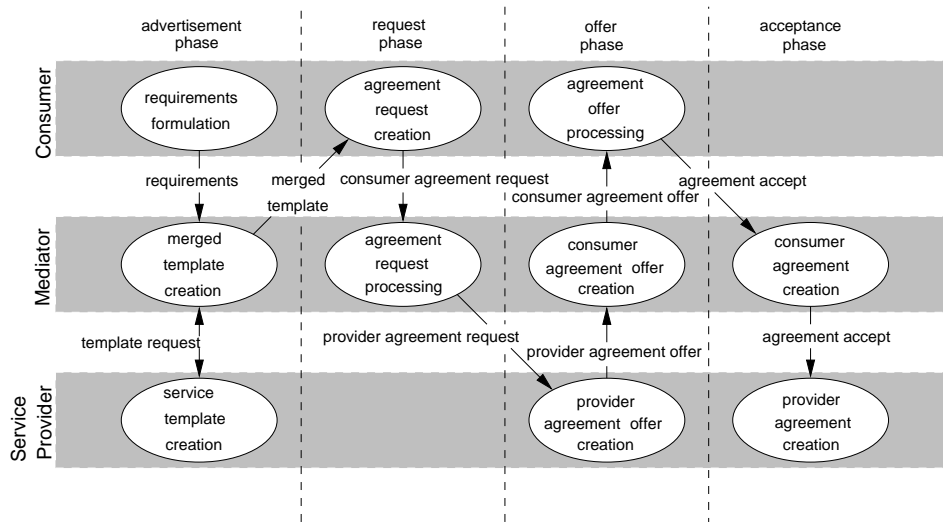 advertisement
phase
request
phase
offer
phase
acceptance
phase
Consumer
requirements
formulation
agreement
request
creation
agreement
offer
processing
requirements
merged
template
consumer agreement request
consumer agreement offer
agreement accept
Mediator
merged
template
creation
agreement
request
processing
consumer
agreement offer
creation
consumer
agreement
creation
template request
provider agreement request
provider agreement offer
agreement accept
Service
Provider
service
template
creation
provider
agreement offer
creation
provider
agreement
creation